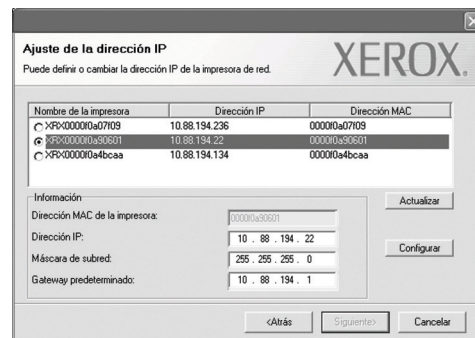 Ajuste de la dirección IP
Puede definir o cambiar la dirección IP de la impresora de red.
XEROX®
Nombre de la impresora Dirección IP Dirección MAC
XRX0000f0a07f09 10.88.194.236 0000f0a07f09
XRX0000f0a90601 10.88.194.22 0000f0a90601
XRX0000f0a4bcaa 10.88.194.134 0000f0a4bcaa
Información
Dirección MAC de la impresora: 0000f0a90601
Dirección IP: 10 . 88 . 194 . 22
Máscara de subred: 255 . 255 . 255 . 0
Gateway predeterminado: 10 . 88 . 194 . 1
Actualizar
Configurar
<Atrás Siguiente> Cancelar